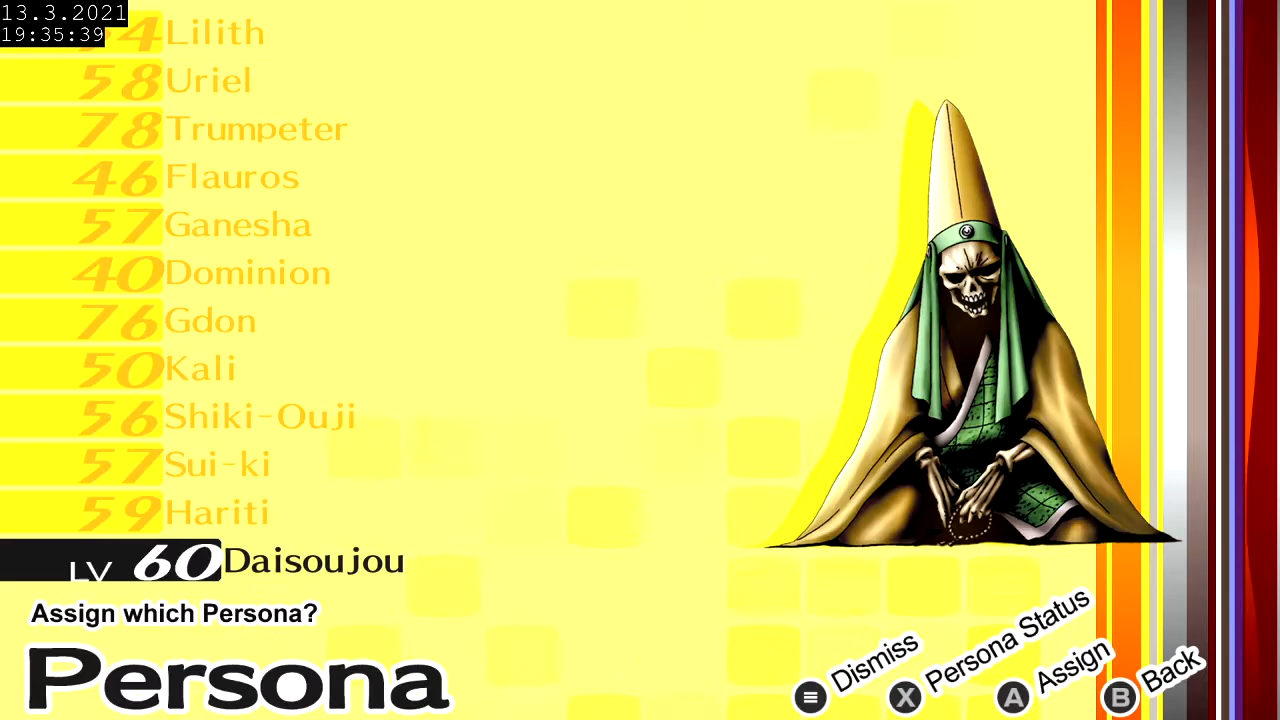 13.3.2021
19:35:39
4 Lilith
58 Uriel
78 Trumpeter
46 Flauros
57 Ganesha
40 Dominion
76 Gdon
50 Kali
56 Shiki-Ouji
57 Sui-ki
59 Hariti
LV 60 Daisoujou
Assign which Persona?
Persona
≡ Dismiss
X Persona Status
A Assign
B Back